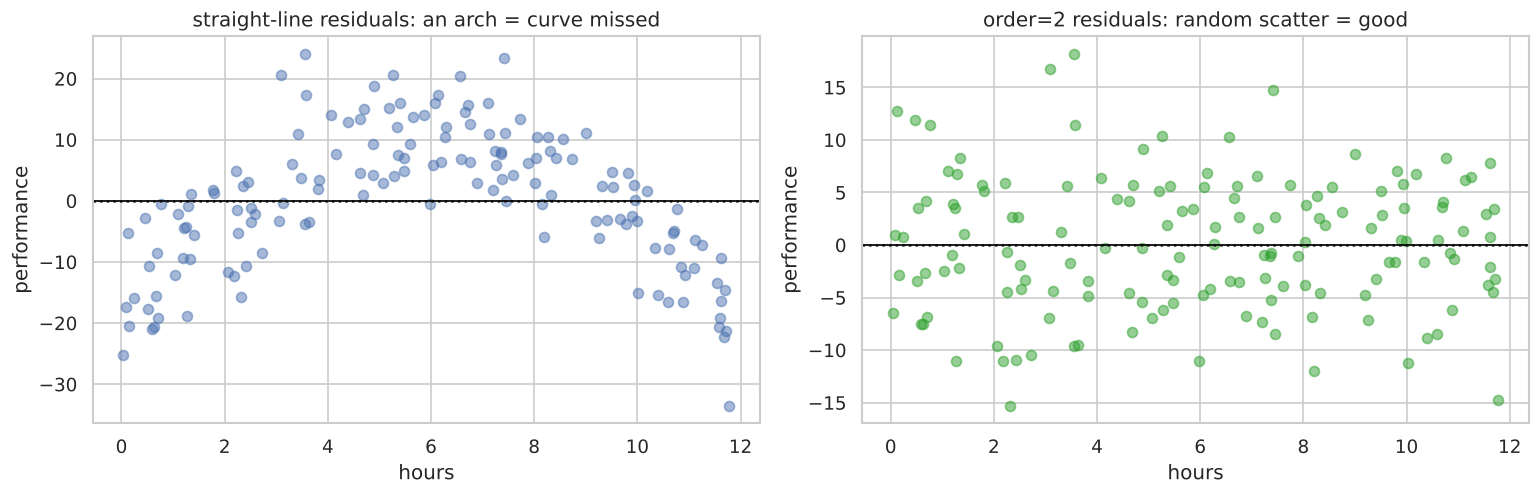 straight-line residuals: an arch = curve missed
performance
20
10
0
−10
−20
−30
0 2 4 6 8 10 12
hours
order=2 residuals: random scatter = good
performance
15
10
5
0
−5
−10
−15
0 2 4 6 8 10 12
hours